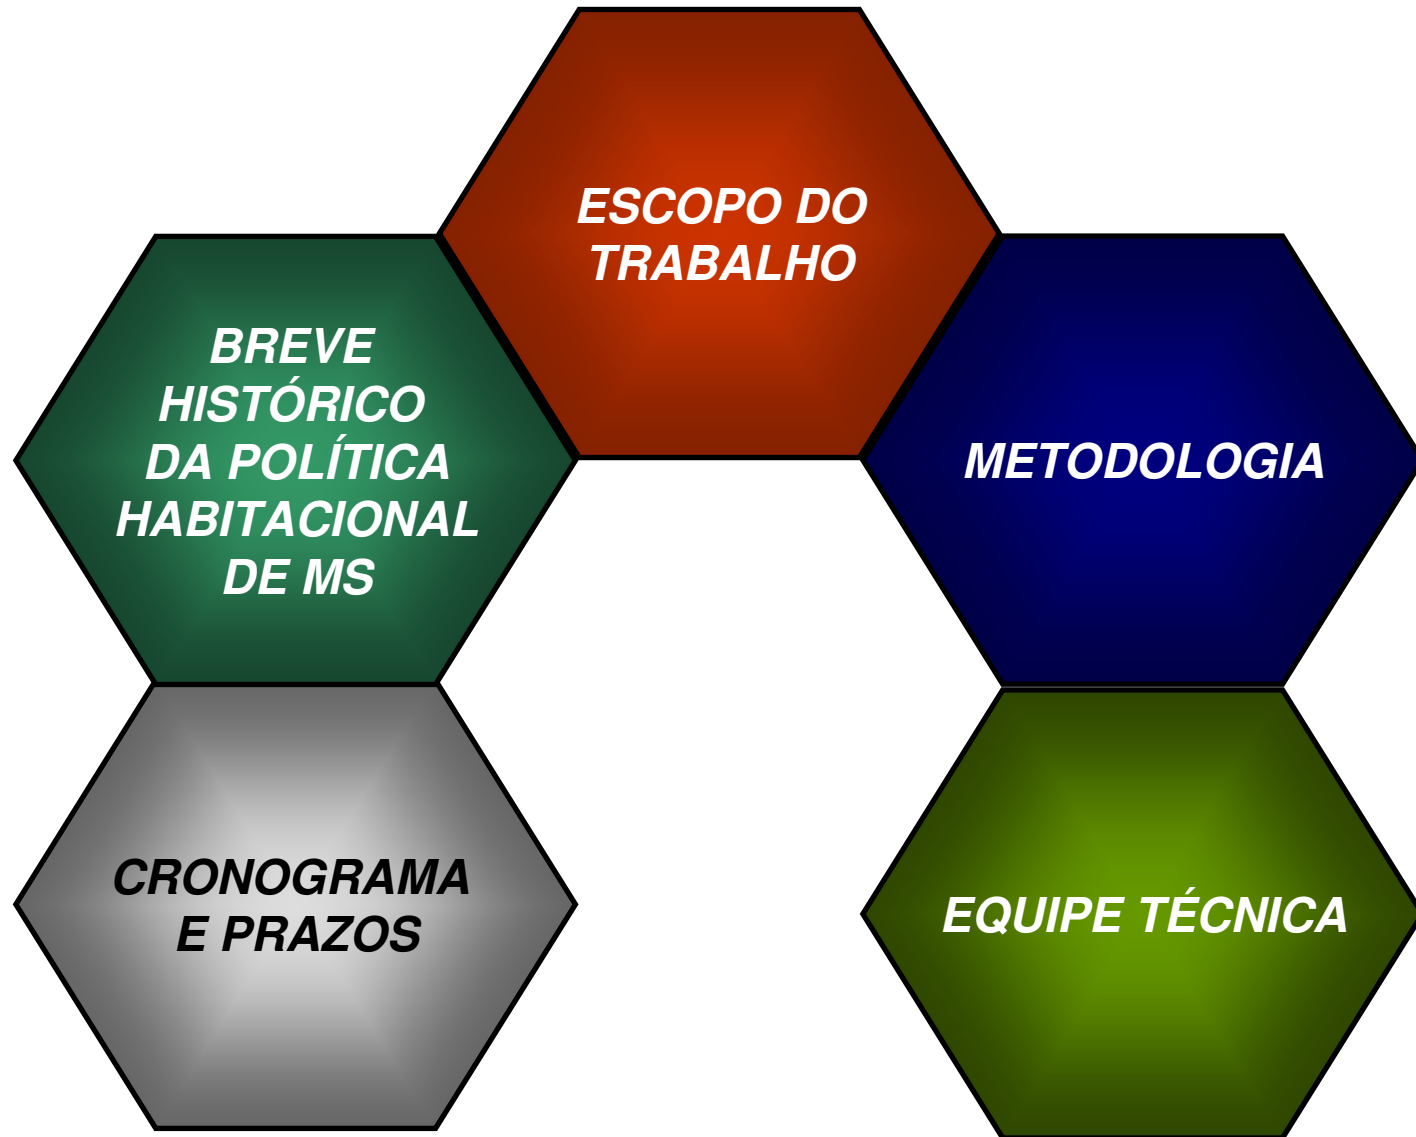 ESCOPO DO
TRABALHO
BREVE
HISTÓRICO
DA POLÍTICA
HABITACIONAL
DE MS
METODOLOGIA
CRONOGRAMA
E PRAZOS
EQUIPE TÉCNICA